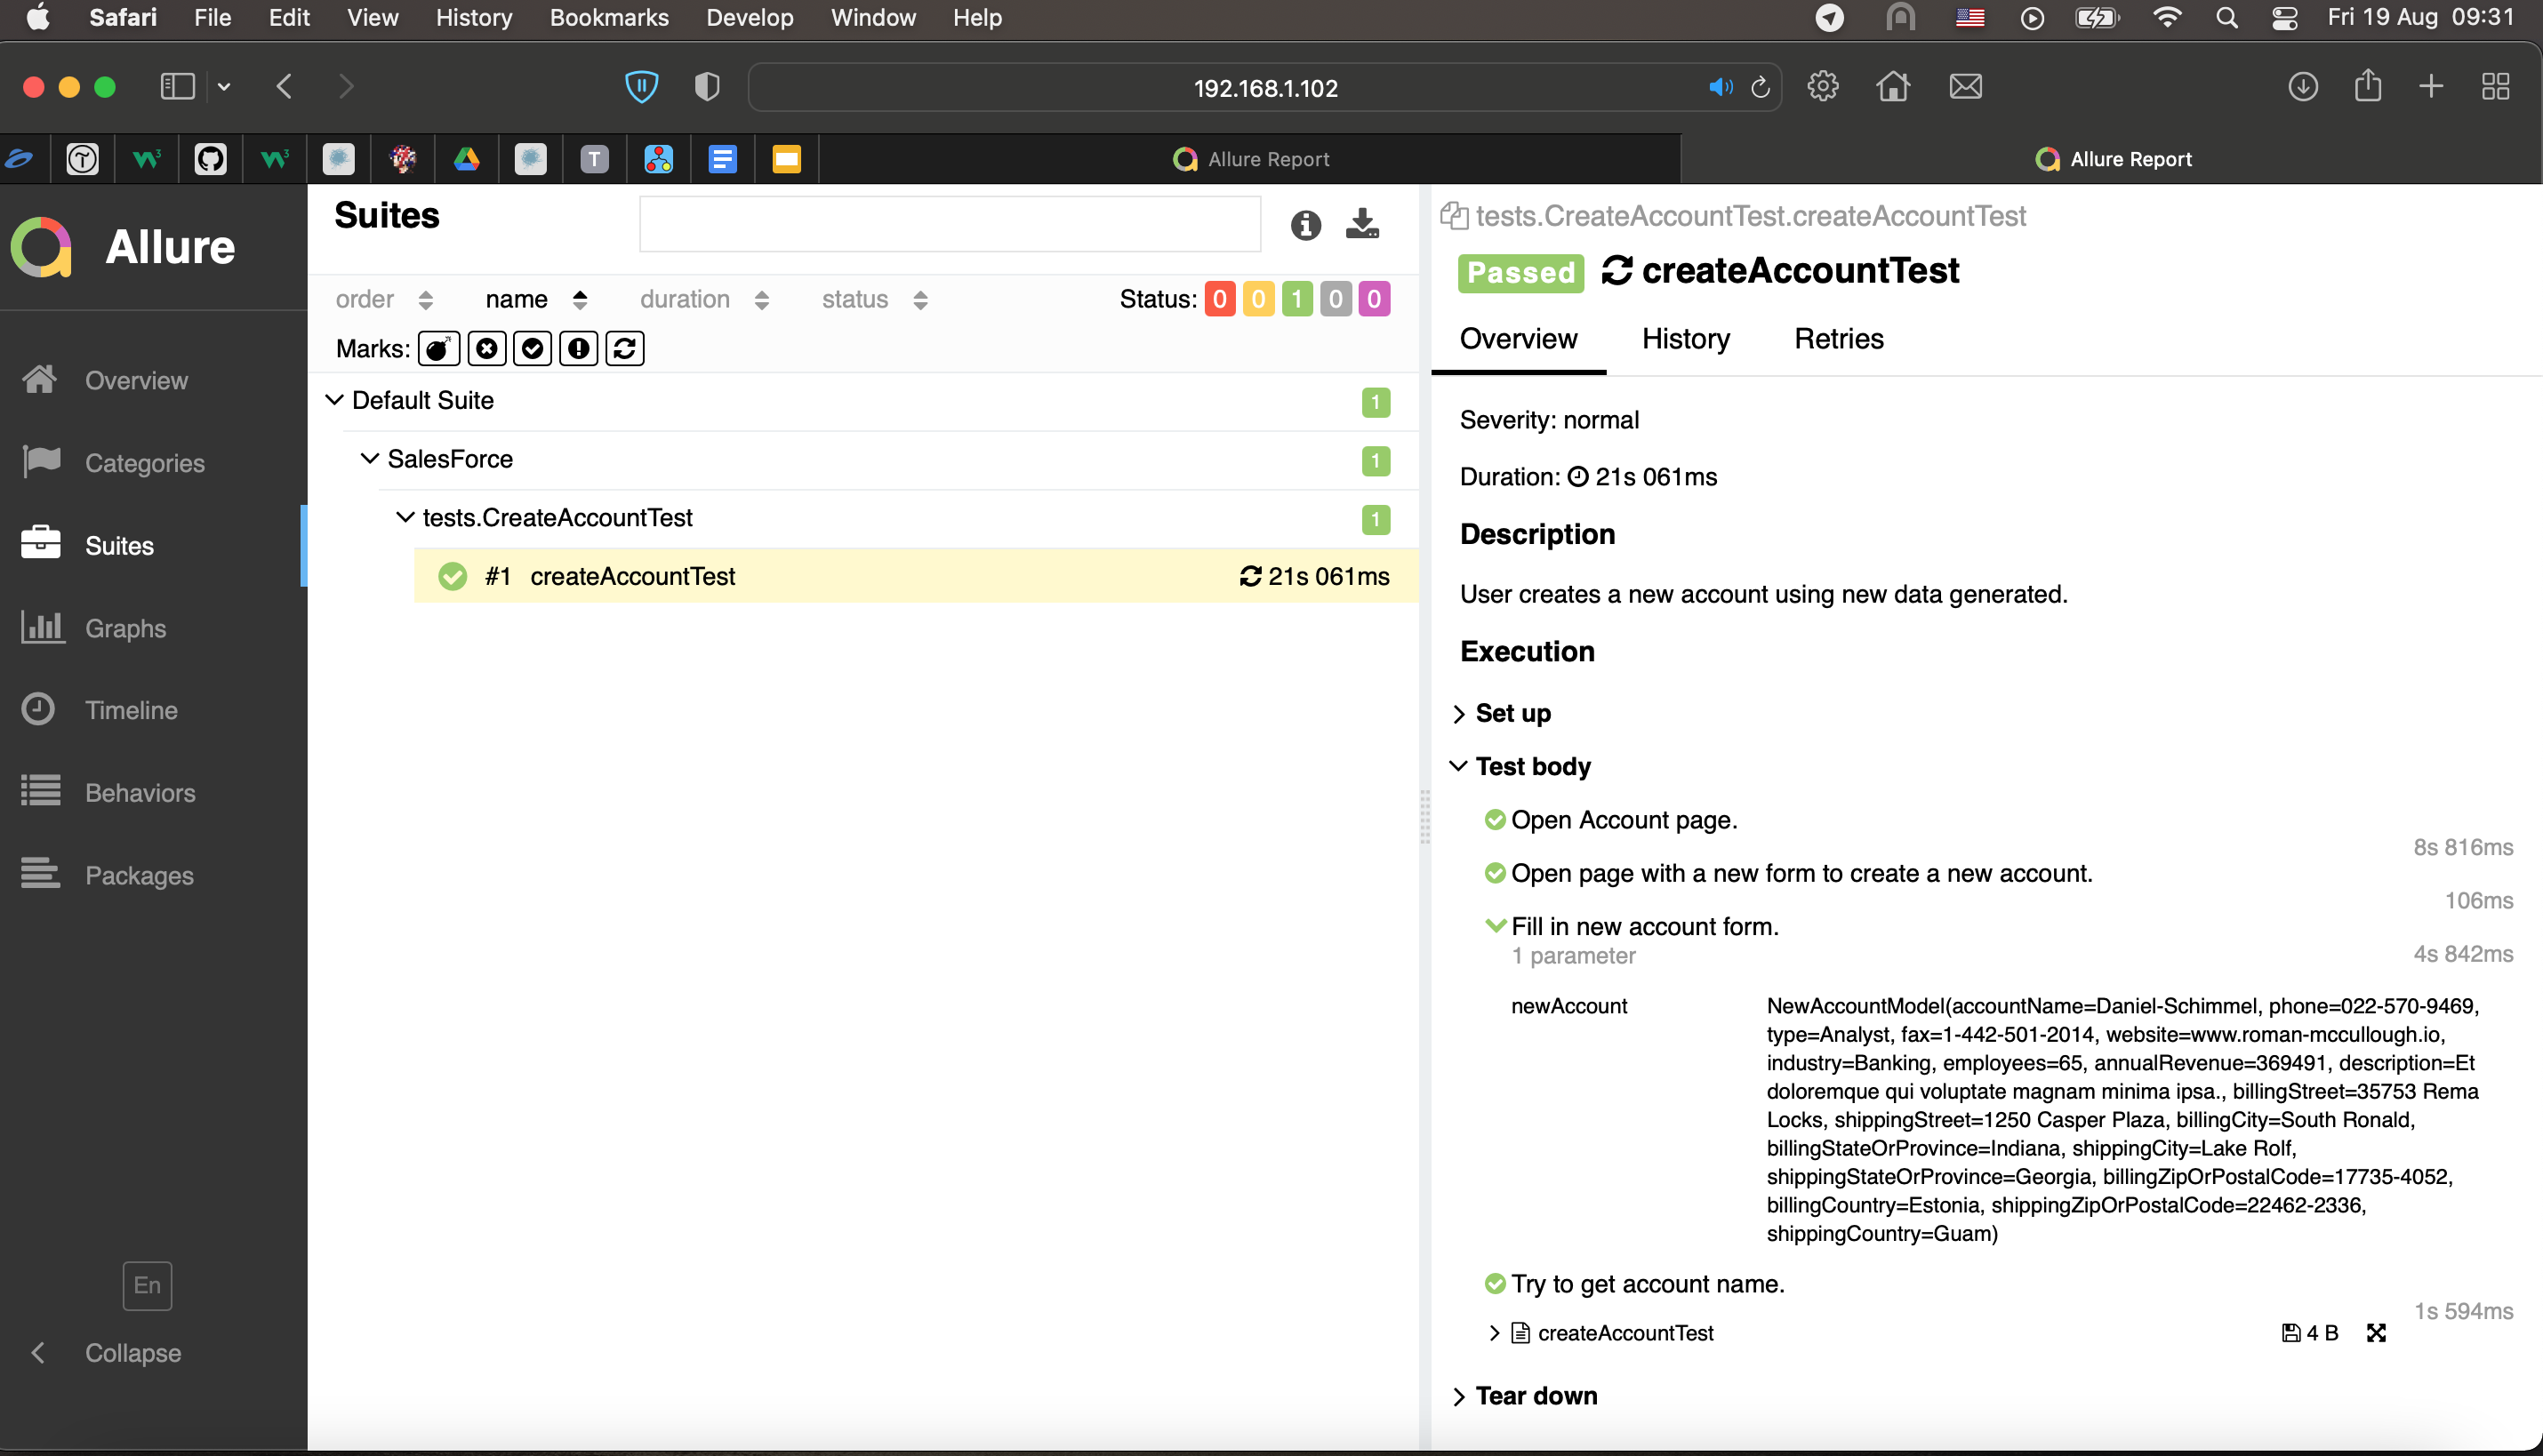 Safari File Edit View History Bookmarks Develop Window Help Fri 19 Aug 09:31
192.168.1.102
T W3 W3 T Allure Report Allure Report
Allure
Overview
Categories
Suites
Graphs
Timeline
Behaviors
Packages
En
Collapse
Suites
order name duration status Status: 0 0 1 0 0
Marks:
Default Suite 1
SalesForce 1
tests.CreateAccountTest 1
#1 createAccountTest 21s 061ms
tests.CreateAccountTest.createAccountTest
Passed createAccountTest
Overview History Retries
Severity: normal
Duration: 21s 061ms
Description
User creates a new account using new data generated.
Execution
Set up
Test body
Open Account page.
8s 816ms
Open page with a new form to create a new account.
106ms
Fill in new account form.
1 parameter 4s 842ms
newAccount NewAccountModel(accountName=Daniel-Schimmel, phone=022-570-9469,
type=Analyst, fax=1-442-501-2014, website=www.roman-mccullough.io,
industry=Banking, employees=65, annualRevenue=369491, description=Et
doloremque qui voluptate magnam minima ipsa., billingStreet=35753 Rema
Locks, shippingStreet=1250 Casper Plaza, billingCity=South Ronald,
billingStateOrProvince=Indiana, shippingCity=Lake Rolf,
shippingStateOrProvince=Georgia, billingZipOrPostalCode=17735-4052,
billingCountry=Estonia, shippingZipOrPostalCode=22462-2336,
shippingCountry=Guam)
Try to get account name.
1s 594ms
createAccountTest 4 B
Tear down